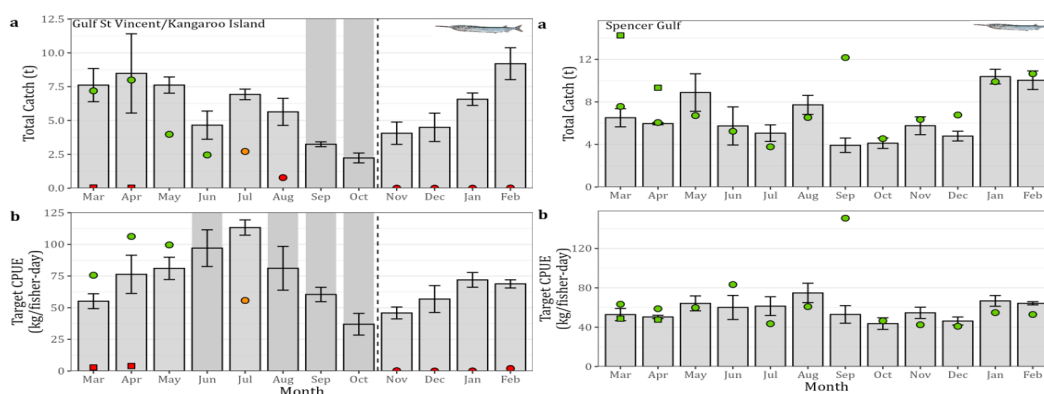 a
Gulf St Vincent/Kangaroo Island
Total Catch (t)
12.5
10.0
7.5
5.0
2.5
0.0
Mar Apr May Jun Jul Aug Sep Oct Nov Dec Jan Feb
b
Target CPUE
(kg/fisher-day)
125
100
75
50
25
0
Mar Apr May Jun Jul Aug Sep Oct Nov Dec Jan Feb
Month
a
Spencer Gulf
Total Catch (t)
12
8
4
0
Mar Apr May Jun Jul Aug Sep Oct Nov Dec Jan Feb
b
Target CPUE
(kg/fisher-day)
120
80
40
0
Mar Apr May Jun Jul Aug Sep Oct Nov Dec Jan Feb
Month